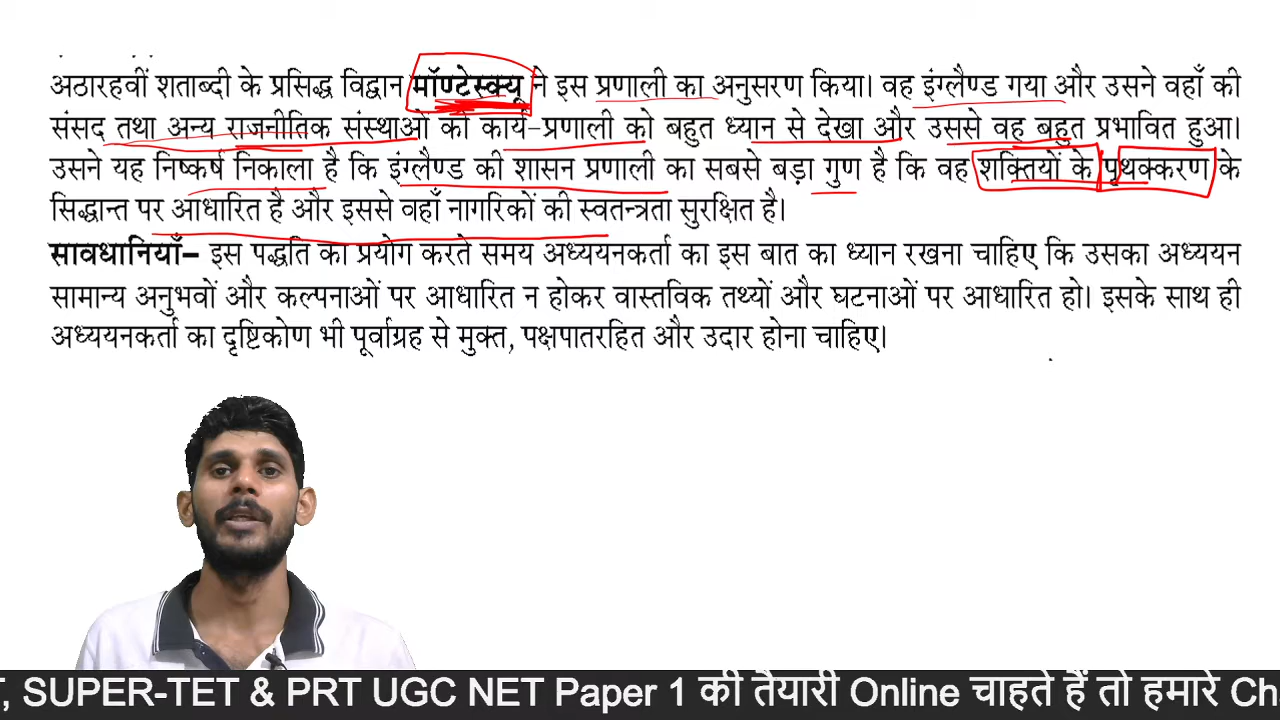 अठारहवीं शताब्दी के प्रसिद्ध विद्वान मॉण्टेस्क्यू ने इस प्रणाली का अनुसरण किया। वह इंग्लैण्ड गया और उसने वहाँ की
संसद तथा अन्य राजनीतिक संस्थाओं की कार्य-प्रणाली को बहुत ध्यान से देखा और उससे वह बहुत प्रभावित हुआ।
उसने यह निष्कर्ष निकाला है कि इंग्लैण्ड की शासन प्रणाली का सबसे बड़ा गुण है कि वह शक्तियों के पृथक्करण के
सिद्धान्त पर आधारित है और इससे वहाँ नागरिकों की स्वतन्त्रता सुरक्षित है।
सावधानियाँ– इस पद्धति का प्रयोग करते समय अध्ययनकर्ता का इस बात का ध्यान रखना चाहिए कि उसका अध्ययन
सामान्य अनुभवों और कल्पनाओं पर आधारित न होकर वास्तविक तथ्यों और घटनाओं पर आधारित हो। इसके साथ ही
अध्ययनकर्ता का दृष्टिकोण भी पूर्वाग्रह से मुक्त, पक्षपातरहित और उदार होना चाहिए।
, SUPER-TET & PRT UGC NET Paper 1 की तैयारी Online चाहते हैं तो हमारे Ch